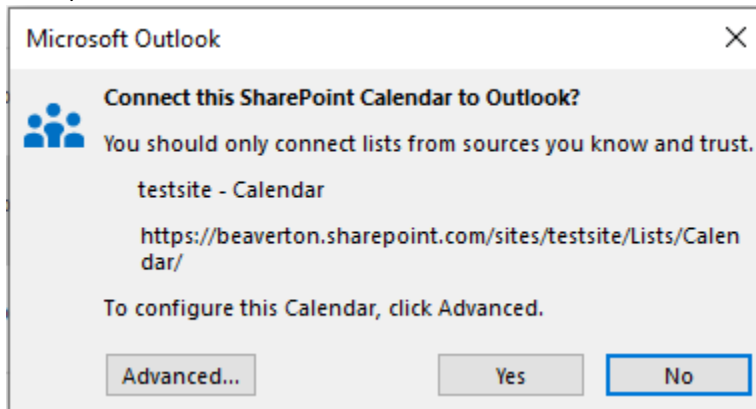 Microsoft Outlook
Connect this SharePoint Calendar to Outlook?
You should only connect lists from sources you know and trust.
testsite - Calendar
https://beaverton.sharepoint.com/sites/testsite/Lists/Calen
dar/
To configure this Calendar, click Advanced.
Advanced...
Yes
No